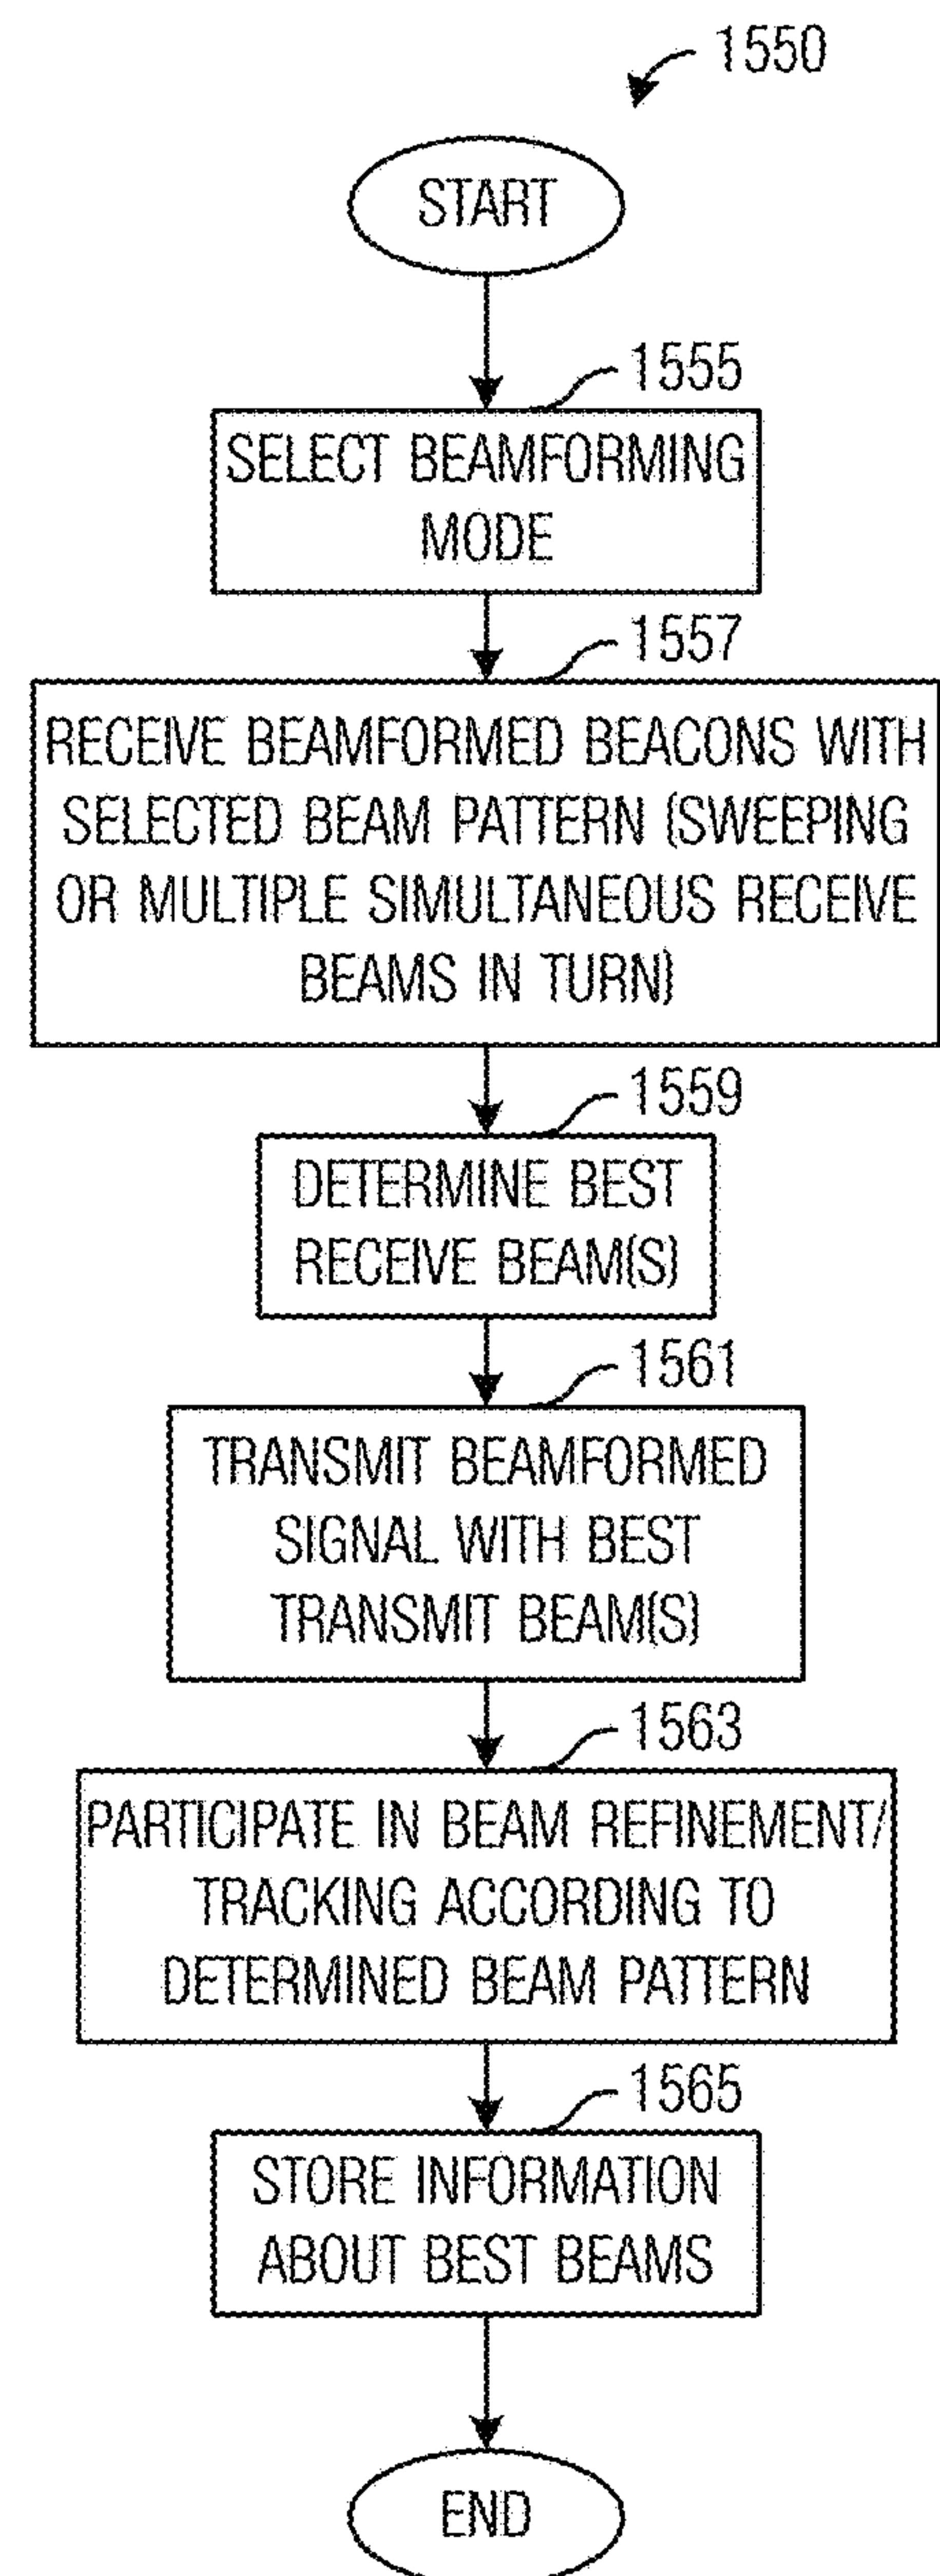 1550
START
1555
SELECT BEAMFORMING
MODE
1557
RECEIVE BEAMFORMED BEACONS WITH
SELECTED BEAM PATTERN (SWEEPING
OR MULTIPLE SIMULTANEOUS RECEIVE
BEAMS IN TURN)
1559
DETERMINE BEST
RECEIVE BEAM(S)
1561
TRANSMIT BEAMFORMED
SIGNAL WITH BEST
TRANSMIT BEAM(S)
1563
PARTICIPATE IN BEAM REFINEMENT/
TRACKING ACCORDING TO
DETERMINED BEAM PATTERN
1565
STORE INFORMATION
ABOUT BEST BEAMS
END